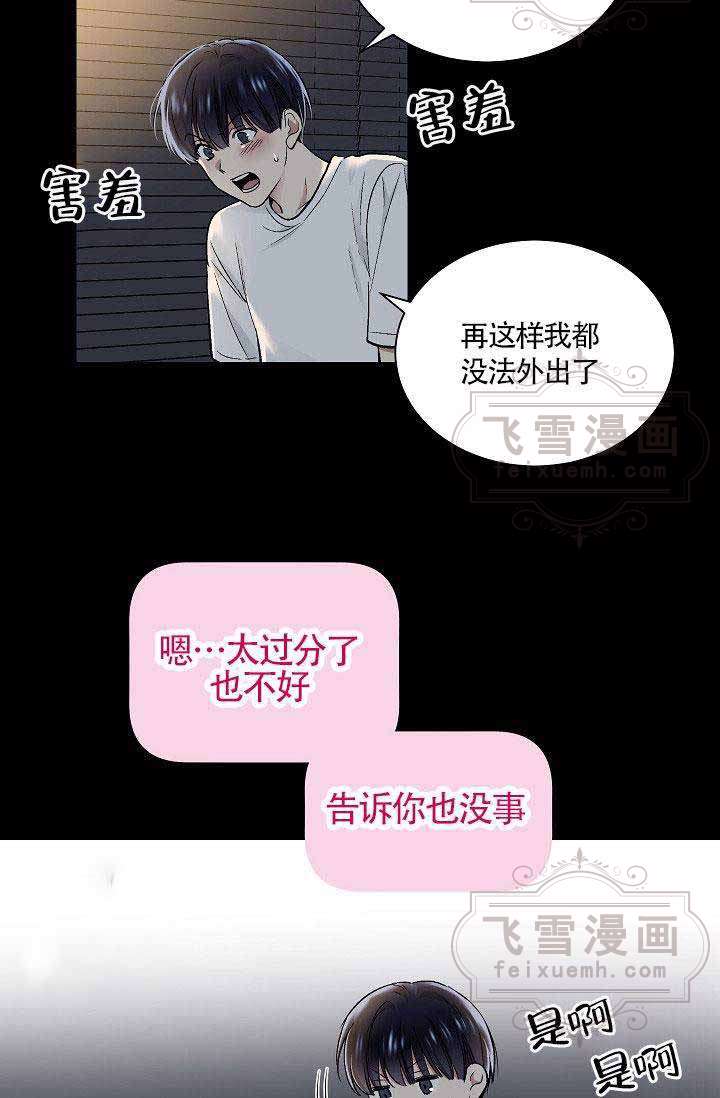 害羞
害羞
再这样我都
没法外出了
飞雪漫画
feixuemh.com
嗯…太过分了
也不好
告诉你也没事
飞雪漫画
feixuemh.com
是啊
是啊